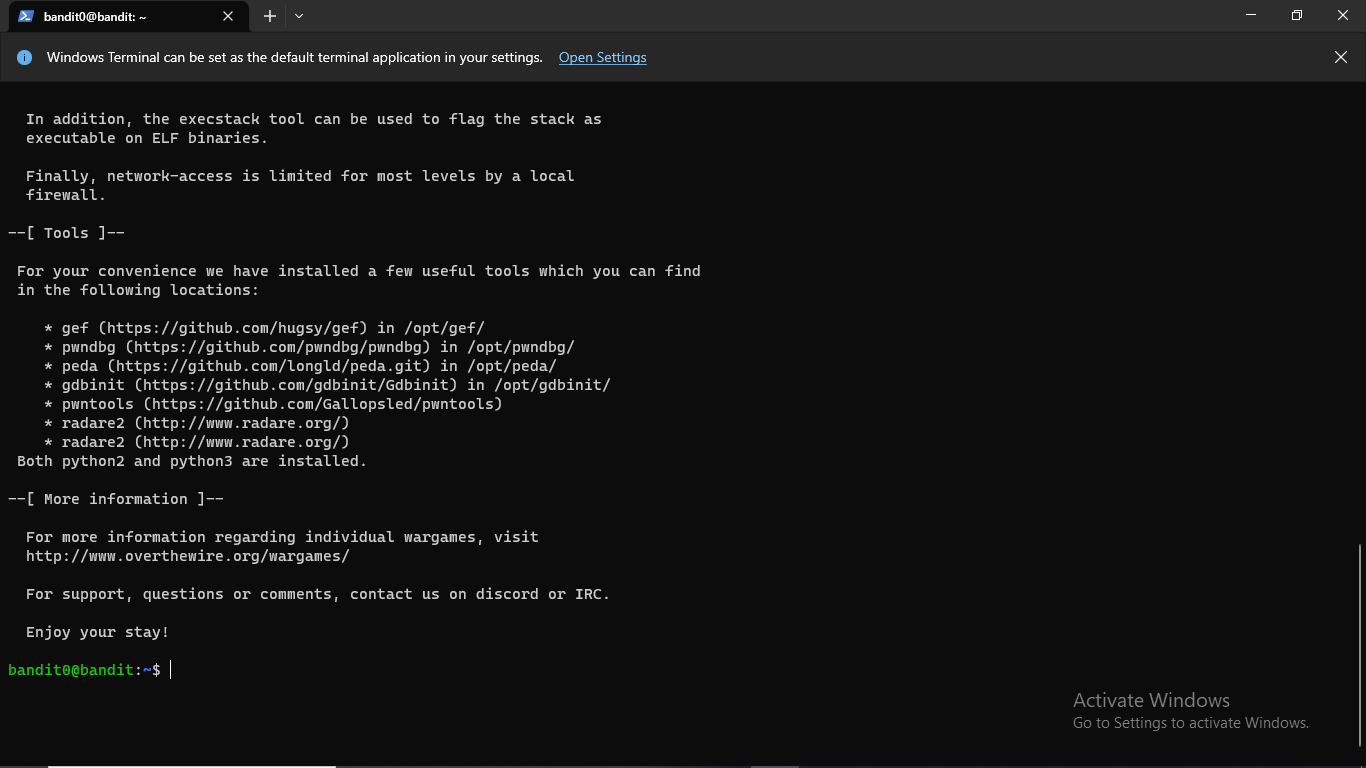 bandit0@bandit: ~
Windows Terminal can be set as the default terminal application in your settings. Open Settings
In addition, the execstack tool can be used to flag the stack as
executable on ELF binaries.
Finally, network-access is limited for most levels by a local
firewall.
--[ Tools ]--
For your convenience we have installed a few useful tools which you can find
in the following locations:
* gef (https://github.com/hugsy/gef) in /opt/gef/
* pwndbg (https://github.com/pwndbg/pwndbg) in /opt/pwndbg/
* peda (https://github.com/longld/peda.git) in /opt/peda/
* gdbinit (https://github.com/gdbinit/Gdbinit) in /opt/gdbinit/
* pwntools (https://github.com/Gallopsled/pwntools)
* radare2 (http://www.radare.org/)
* radare2 (http://www.radare.org/)
Both python2 and python3 are installed.
--[ More information ]--
For more information regarding individual wargames, visit
http://www.overthewire.org/wargames/
For support, questions or comments, contact us on discord or IRC.
Enjoy your stay!
bandit0@bandit:~$
Activate Windows
Go to Settings to activate Windows.